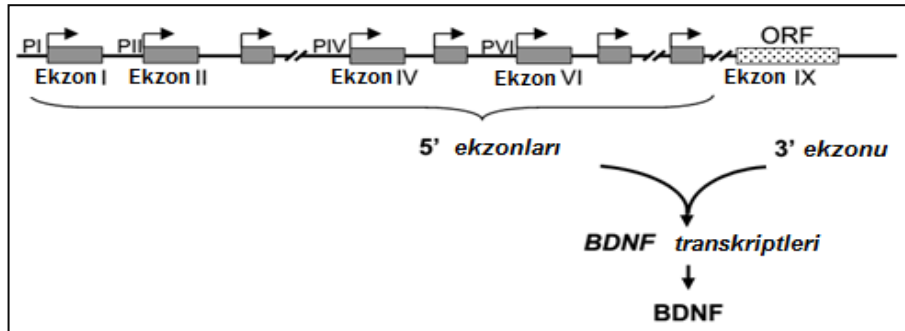 PI PII PIV PVI ORF
Ekzon I Ekzon II Ekzon IV Ekzon VI Ekzon IX
5’ ekzonları 3’ ekzonu
BDNF transkriptleri
BDNF